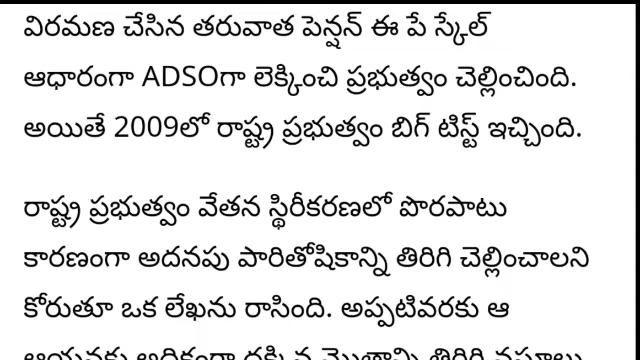 విరమణ చేసిన తరువాత పెన్షన్ ఈ పే స్కేల్
ఆధారంగా ADSOగా లెక్కించి ప్రభుత్వం చెల్లించింది.
అయితే 2009లో రాష్ట్ర ప్రభుత్వం బిగ్ టిస్ట్ ఇచ్చింది.
రాష్ట్ర ప్రభుత్వం వేతన స్థిరీకరణలో పొరపాటు
కారణంగా అదనపు పారితోషికాన్ని తిరిగి చెల్లించాలని
కోరుతూ ఒక లేఖను రాసింది. అప్పటివరకు ఆ